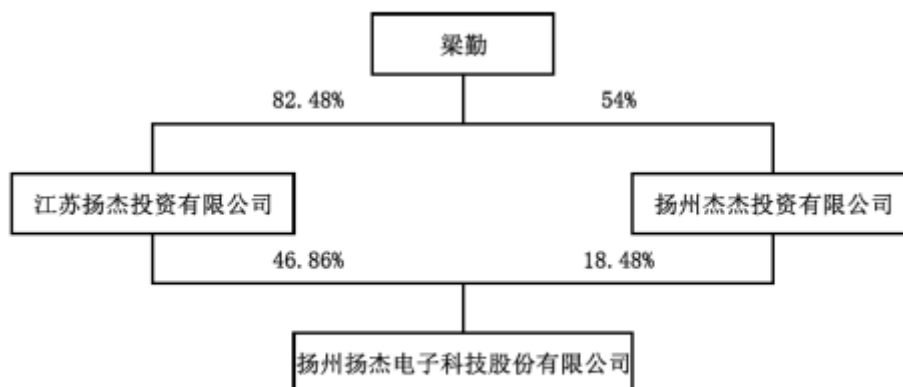 梁勤
82.48%
54%
江苏扬杰投资有限公司
扬州杰杰投资有限公司
46.86%
18.48%
扬州扬杰电子科技股份有限公司